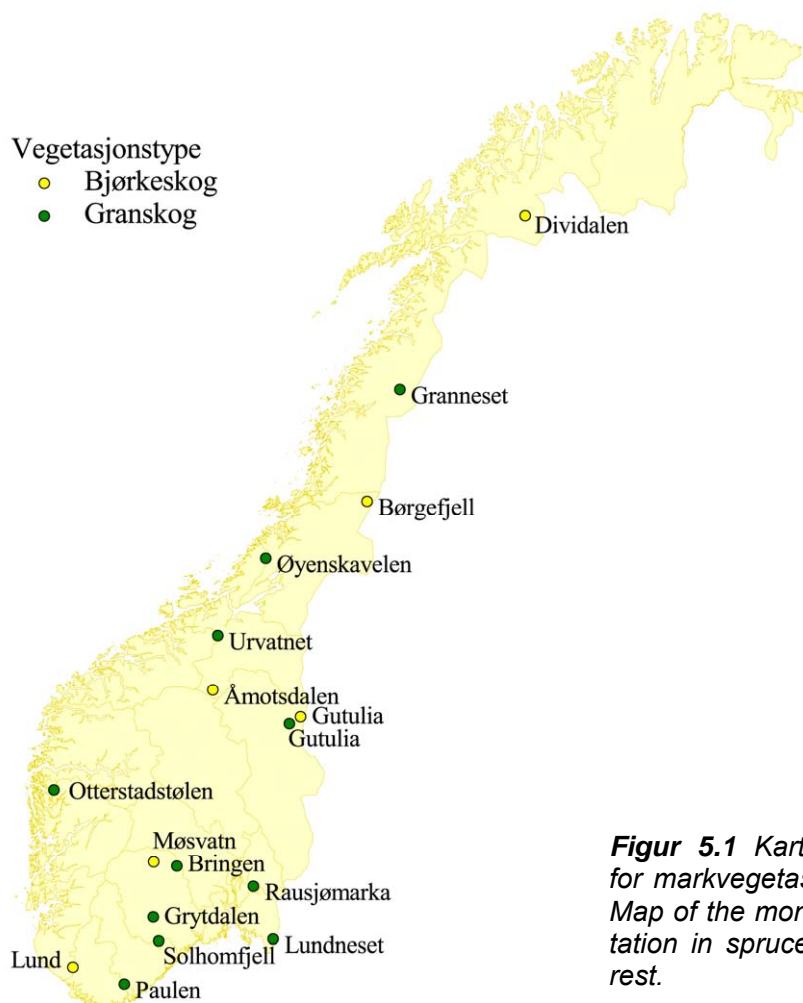 Vegetasjonstype
Bjørkeskog
Granskog
Dividalen
Granneset
Børgefjell
Øyenskavelen
Urvatnet
Åmotsdalen
Gutulia
Gutulia
Otterstadstølen
Møsvatn
Bringen
Rausjømarka
Grytdalen
Solhomfjell
Lundneset
Lund
Paulen
Figur 5.1 Kart
for markvegetas
Map of the mon
tation in spruce
rest.